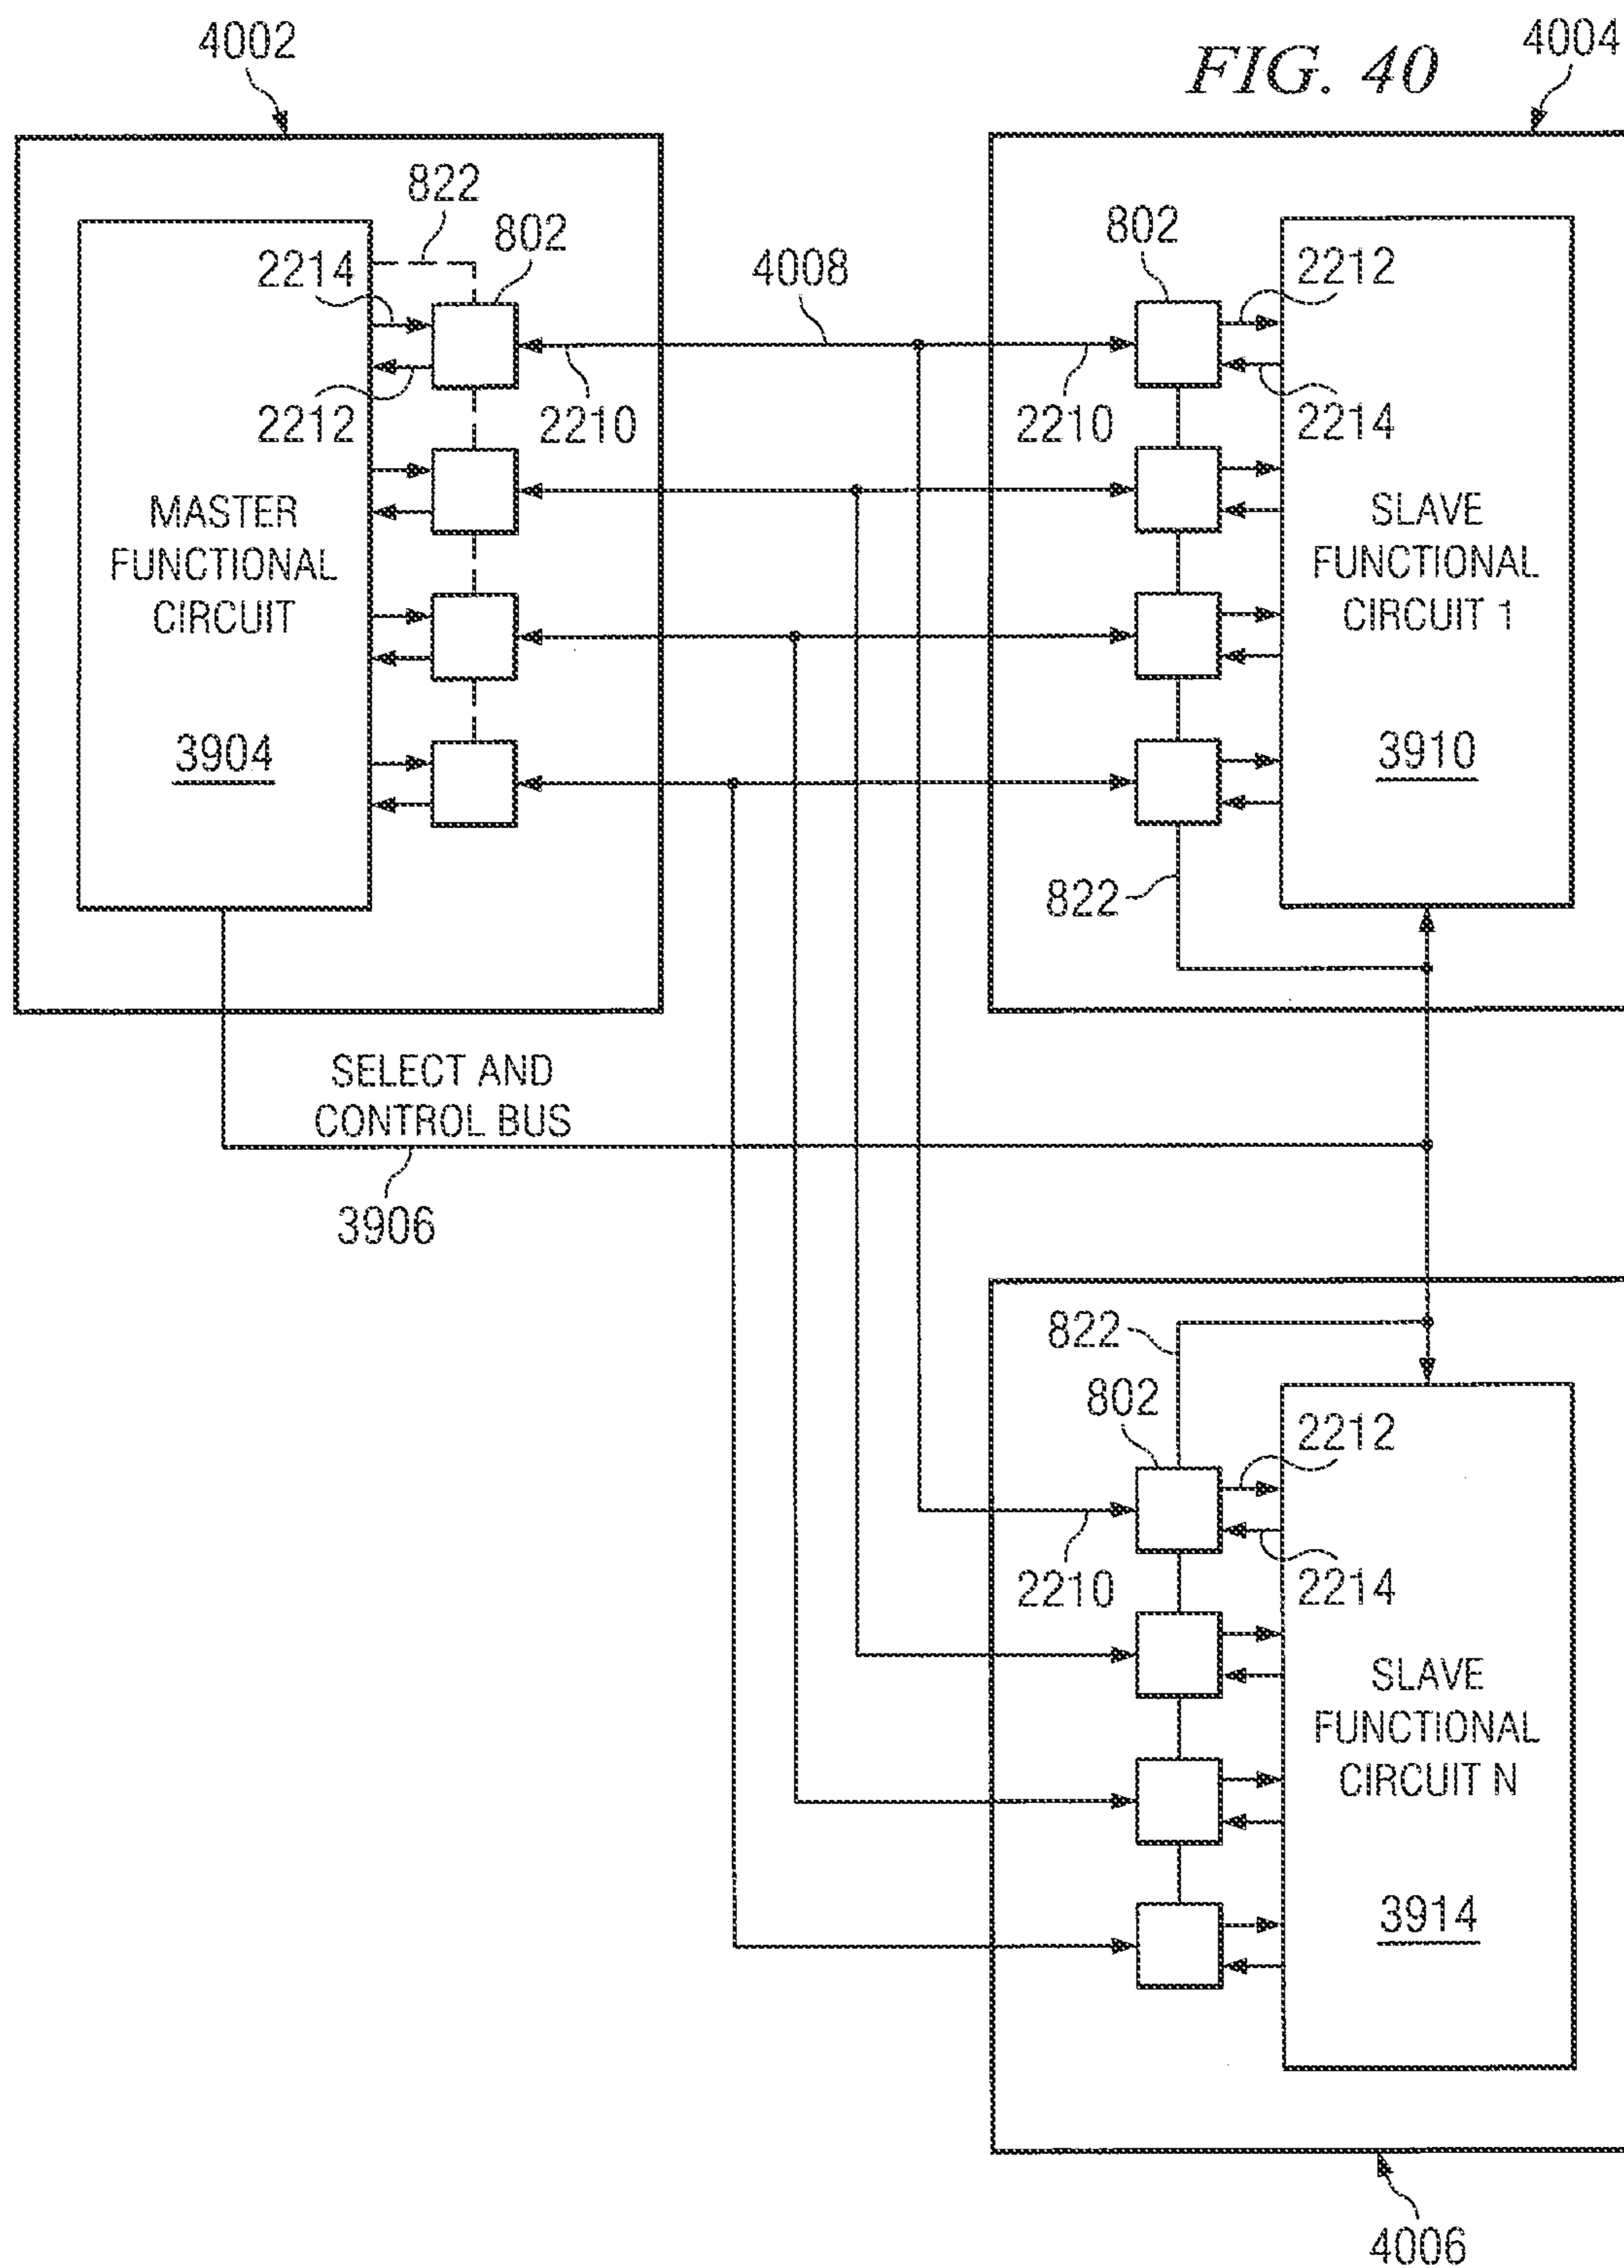 4002
FIG. 40
4004
822
802
2214
4008
802
2212
2212
2210
2210
2214
MASTER
FUNCTIONAL
CIRCUIT
3904
SLAVE
FUNCTIONAL
CIRCUIT 1
3910
822
SELECT AND
CONTROL BUS
3906
822
802
2212
2210
2214
SLAVE
FUNCTIONAL
CIRCUIT N
3914
4006